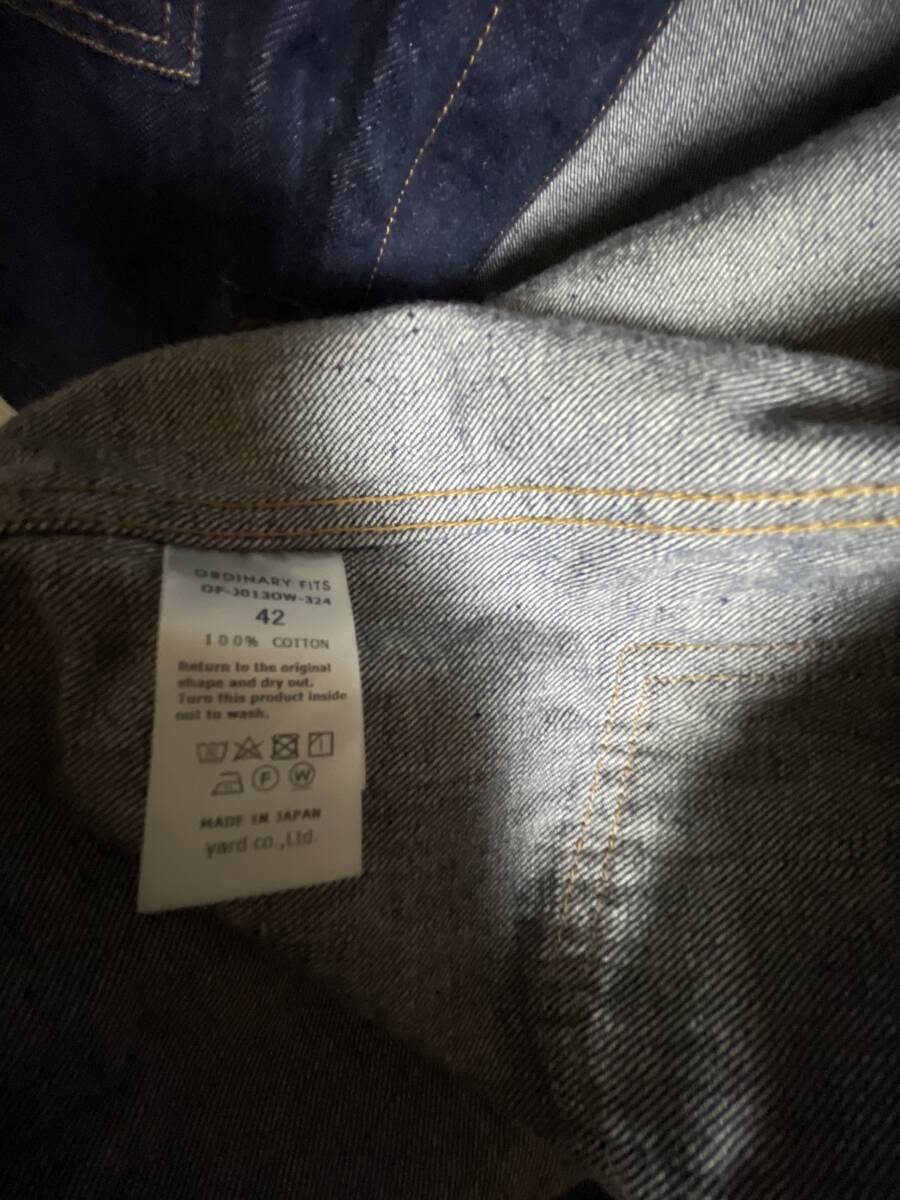 ORDINARY FITS
OF-J013OW-324
42
100% COTTON
Return to the original
shape and dry out.
Turn this product inside
out to wash.
F W
MADE IN JAPAN
yard co.,Ltd.